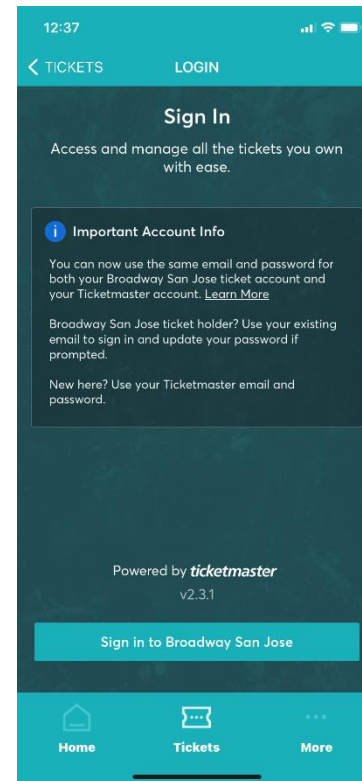 12:37
TICKETS
LOGIN
Sign In
Access and manage all the tickets you own
with ease.
i Important Account Info
You can now use the same email and password for
both your Broadway San Jose ticket account and
your Ticketmaster account. Learn More
Broadway San Jose ticket holder? Use your existing
email to sign in and update your password if
prompted.
New here? Use your Ticketmaster email and
password.
Powered by ticketmaster
v2.3.1
Sign in to Broadway San Jose
Home
Tickets
More